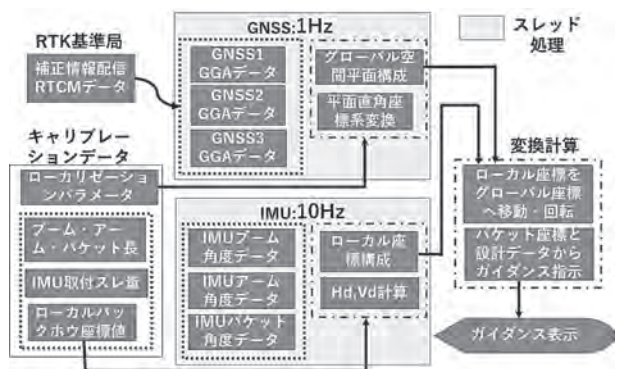 GNSS:1Hz
スレッド
処理
RTK基準局
補正情報配信
RTCMデータ
GNSS1
GGAデータ
GNSS2
GGAデータ
GNSS3
GGAデータ
グローバル空
間平面構成
平面直角座
標系変換
キャリブレー
ションデータ
ローカリゼーショ
ンパラメータ
ブーム・アー
ム・バケット長
IMU取付ズレ量
ローカルバッ
クホウ座標値
IMU:10Hz
IMUブーム
角度データ
IMUアーム
角度データ
IMUバケット
角度データ
ローカル座
標構成
Hd,Vd計算
変換計算
ローカル座標を
グローバル座標
へ移動・回転
バケット座標と
設計データから
ガイダンス指示
ガイダンス表示